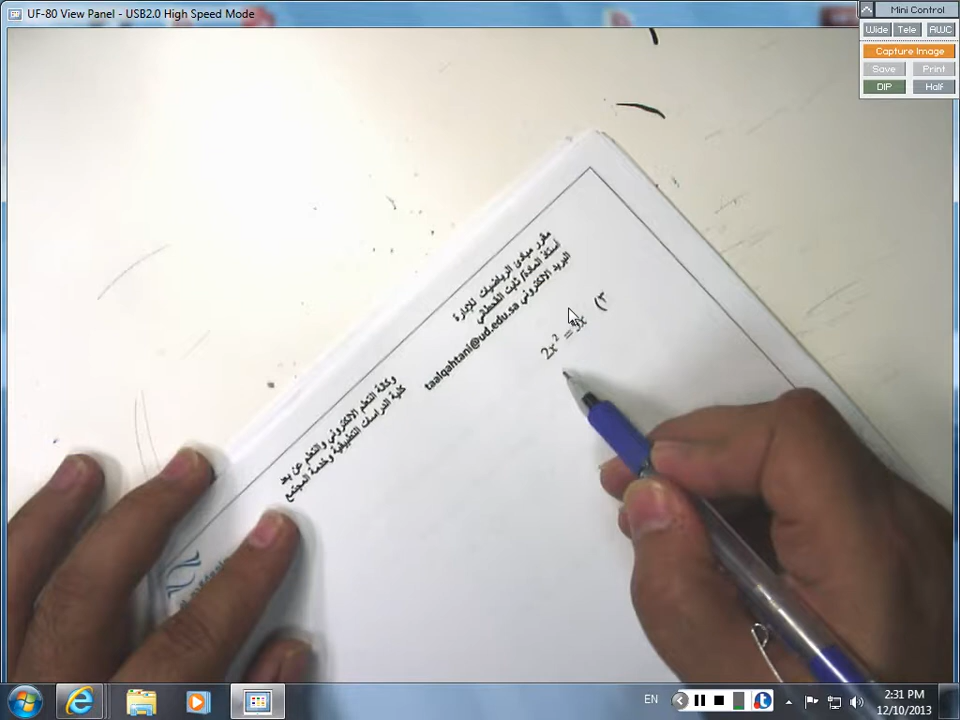 UF-80 View Panel - USB2.0 High Speed Mode
Mini Control
Wide Tele AWC
Capture Image
Save Print
DIP Half
مقرر مبادئ الرياضيات للإدارة
أستاذ المادة/ ثابت القحطاني
البريد الالكتروني taalqahtani@ud.edu.sa
وكالة التعلم الالكتروني والتعلم عن بعد
كلية الدراسات التطبيقية وخدمة المجتمع
(٣ 2x² = 9x
EN
2:31 PM
12/10/2013